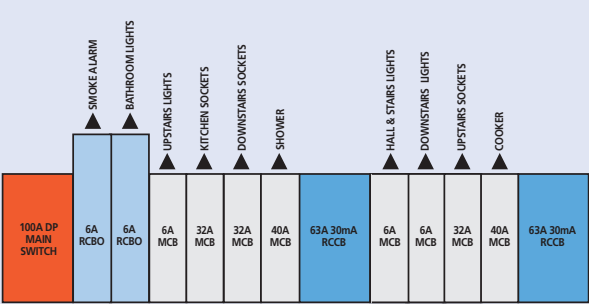 SMOKE ALARM
BATHROOM LIGHTS
UPSTAIRS LIGHTS
KITCHEN SOCKETS
DOWNSTAIRS SOCKETS
SHOWER
HALL & STAIRS LIGHTS
DOWNSTAIRS LIGHTS
UPSTAIRS SOCKETS
COOKER
100A DP
MAIN
SWITCH
6A
RCBO
6A
RCBO
6A
MCB
32A
MCB
32A
MCB
40A
MCB
63A 30mA
RCCB
6A
MCB
6A
MCB
32A
MCB
40A
MCB
63A 30mA
RCCB